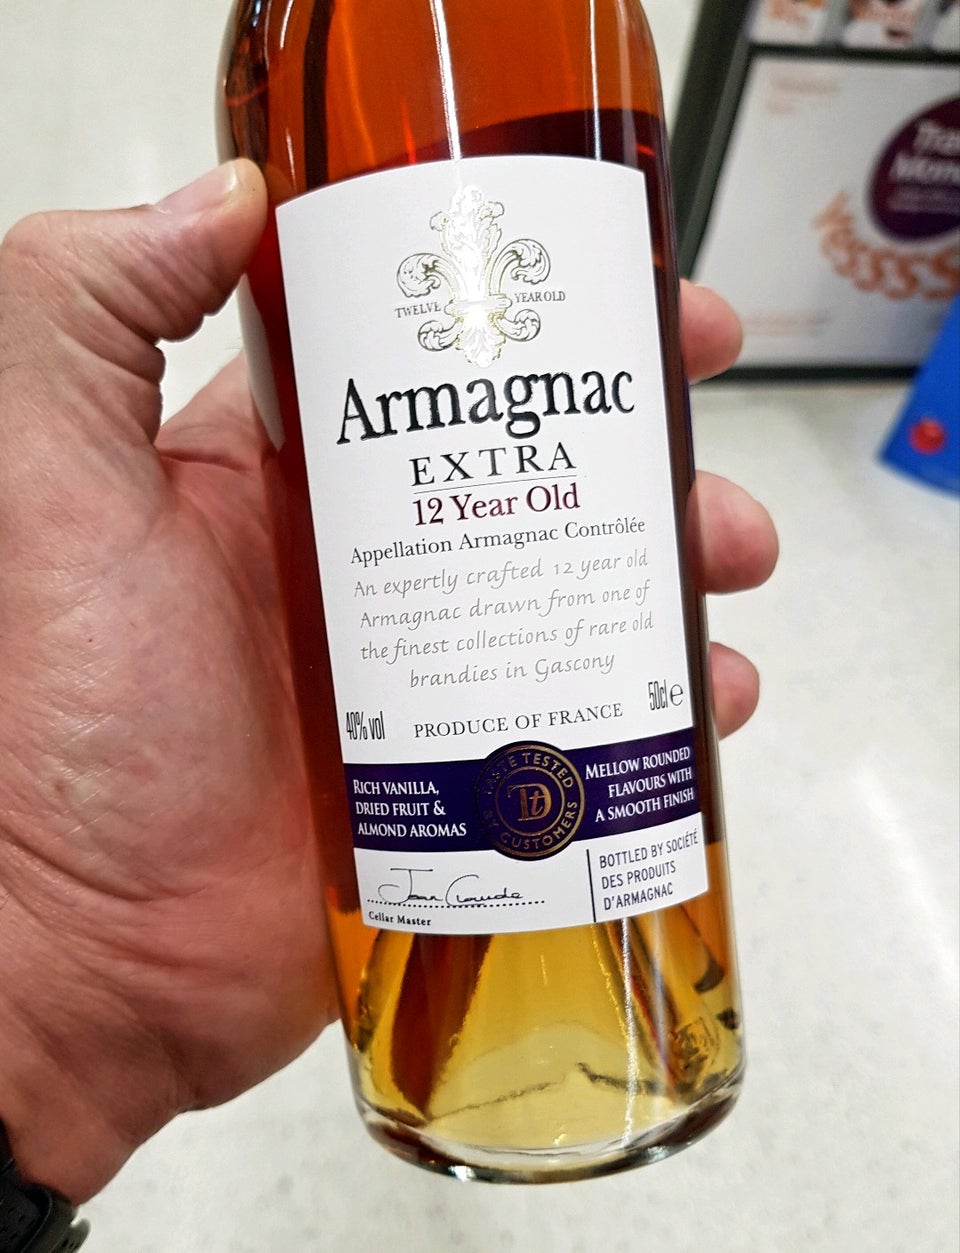 TWELVE YEAR OLD
Armagnac
EXTRA
12 Year Old
Appellation Armagnac Contrôlée
An expertly crafted 12 year old
Armagnac drawn from one of
the finest collections of rare old
brandies in Gascony
40% vol
PRODUCE OF FRANCE
50cl e
RICH VANILLA,
DRIED FRUIT &
ALMOND AROMAS
TASTE TESTED
BY CUSTOMERS
MELLOW ROUNDED
FLAVOURS WITH
A SMOOTH FINISH
Cellar Master
BOTTLED BY SOCIÉTÉ
DES PRODUITS
D'ARMAGNAC